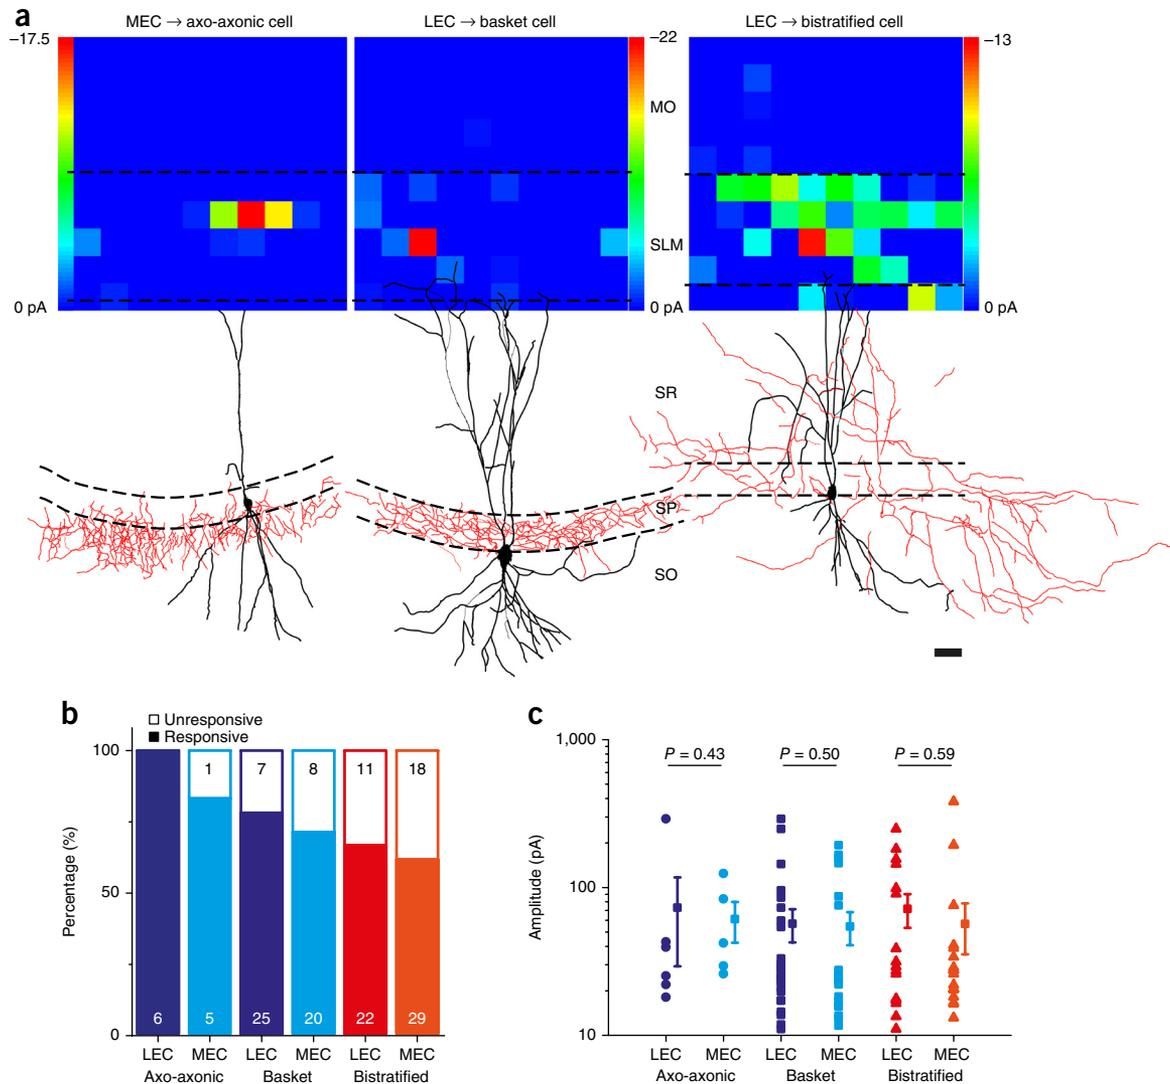 a
MEC → axo-axonic cell
LEC → basket cell
LEC → bistratified cell
–17.5
–22
–13
MO
SLM
0 pA
0 pA
0 pA
SR
SP
SO
b
Unresponsive
Responsive
Percentage (%)
100
50
0
1
7
8
11
18
6
5
25
20
22
29
LEC
MEC
LEC
MEC
LEC
MEC
Axo-axonic
Basket
Bistratified
c
Amplitude (pA)
1,000
100
10
P = 0.43
P = 0.50
P = 0.59
LEC
MEC
LEC
MEC
LEC
MEC
Axo-axonic
Basket
Bistratified